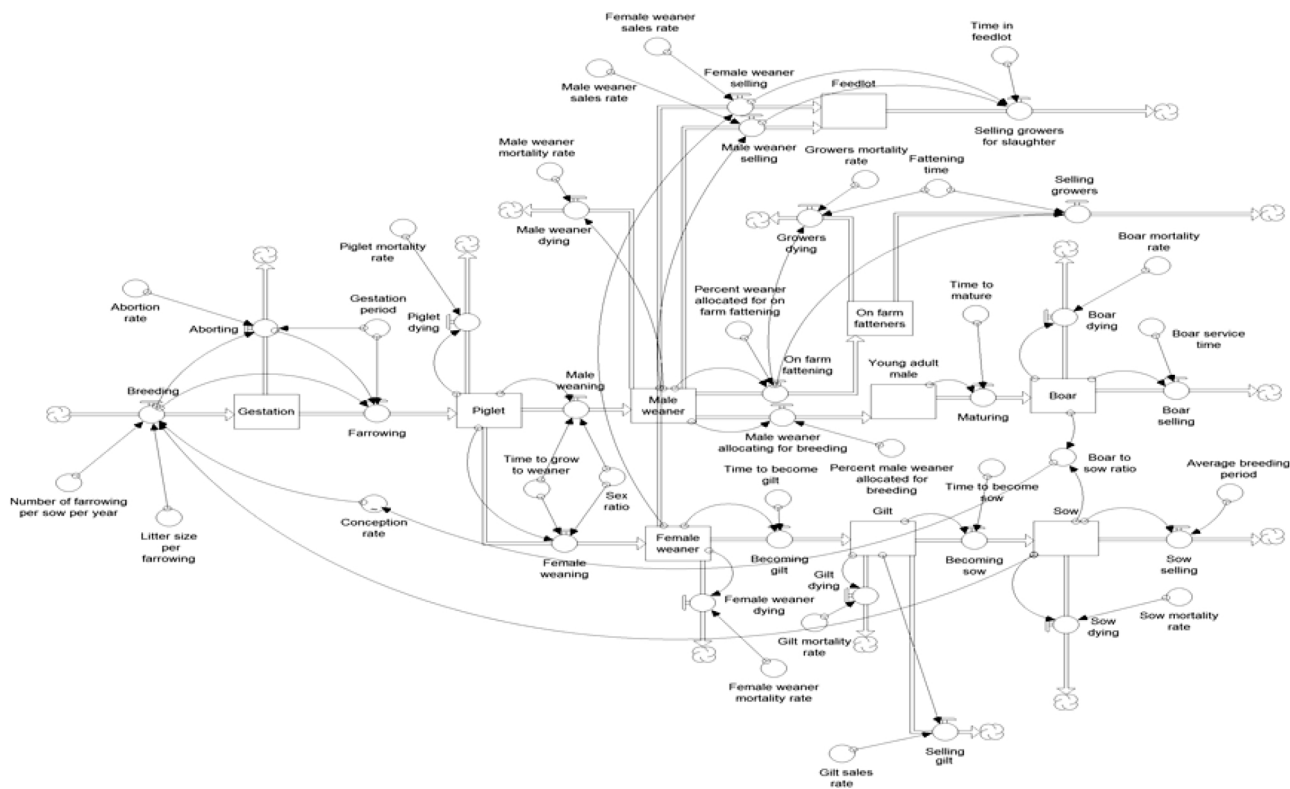 Female weaner
sales rate
Time in
feedlot
Male weaner
sales rate
Female weaner
selling
Feedlot
Male weaner
mortality rate
Male weaner
selling
Growers mortality
rate
Fattening
time
Selling growers
for slaughter
Selling
growers
Male weaner
dying
Growers
dying
Piglet mortality
rate
Boar mortality
rate
Abortion
rate
Aborting
Gestation
period
Piglet
dying
Percent weaner
allocated for on
farm fattening
On farm
fatteners
Time to
mature
Boar
dying
Boar service
time
Breeding
Gestation
Farrowing
Piglet
Male
weaning
Male
weaner
On farm
fattening
Young adult
male
Maturing
Boar
Boar
selling
Male weaner
allocating for breeding
Number of farrowing
per sow per year
Litter size
per
farrowing
Conception
rate
Time to grow
to weaner
Sex
ratio
Time to become
gilt
Percent male weaner
allocated for
breeding
Time to become
sow
Boar to
sow ratio
Average breeding
period
Female
weaning
Female
weaner
Becoming
gilt
Gilt
Becoming
sow
Sow
Sow
selling
Female weaner
dying
Gilt
dying
Gilt mortality
rate
Sow
dying
Sow mortality
rate
Female weaner
mortality rate
Gilt sales
rate
Selling
gilt